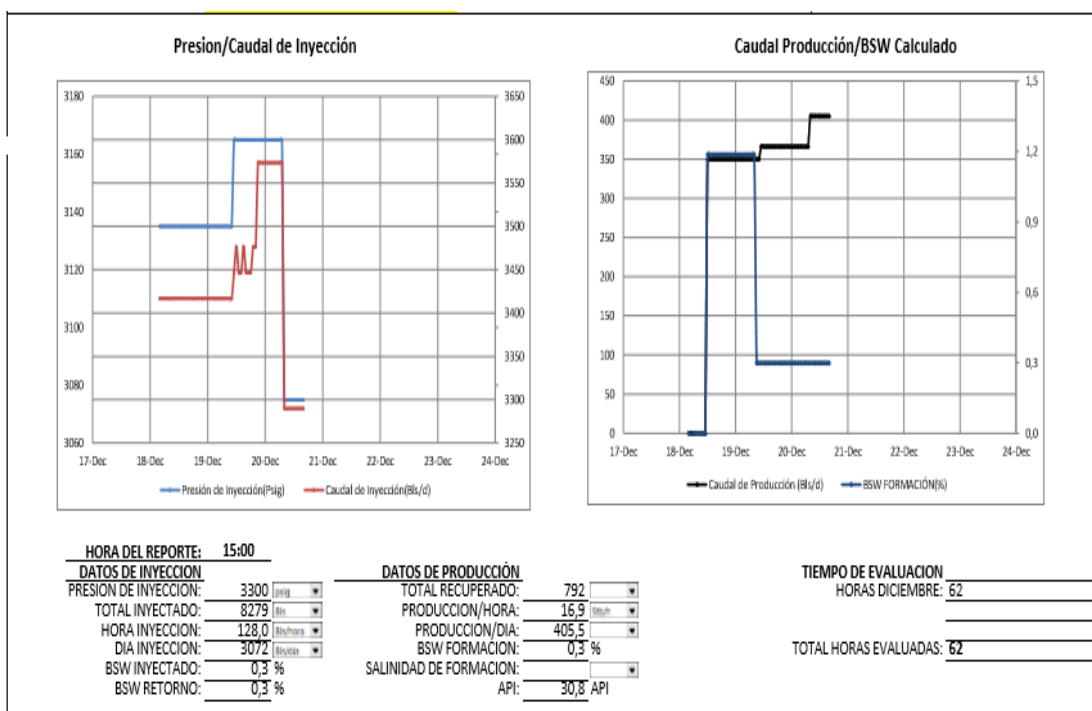 Presion/Caudal de Inyección
3180
3160
3140
3120
3100
3080
3060
3650
3600
3550
3500
3450
3400
3350
3300
3250
17-Dec 18-Dec 19-Dec 20-Dec 21-Dec 22-Dec 23-Dec 24-Dec
Presión de Inyección(Psig) Caudal de Inyección(Bls/d)
Caudal Producción/BSW Calculado
450
400
350
300
250
200
150
100
50
0
1,5
1,2
0,9
0,6
0,3
0,0
17-Dec 18-Dec 19-Dec 20-Dec 21-Dec 22-Dec 23-Dec 24-Dec
Caudal de Producción (Bls/d) BSW FORMACIÓN(%)
HORA DEL REPORTE: 15:00
DATOS DE INYECCION
PRESION DE INYECCION: 3300 psig
TOTAL INYECTADO: 8279 Bls
HORA INYECCION: 128,0 Bls/hora
DIA INYECCION: 3072 Bls/dia
BSW INYECTADO: 0,3 %
BSW RETORNO: 0,3 %
DATOS DE PRODUCCIÓN
TOTAL RECUPERADO: 792
PRODUCCION/HORA: 16,9 Stb/h
PRODUCCION/DIA: 405,5
BSW FORMACION: 0,3 %
SALINIDAD DE FORMACION:
API: 30,8 API
TIEMPO DE EVALUACION
HORAS DICIEMBRE: 62
TOTAL HORAS EVALUADAS: 62